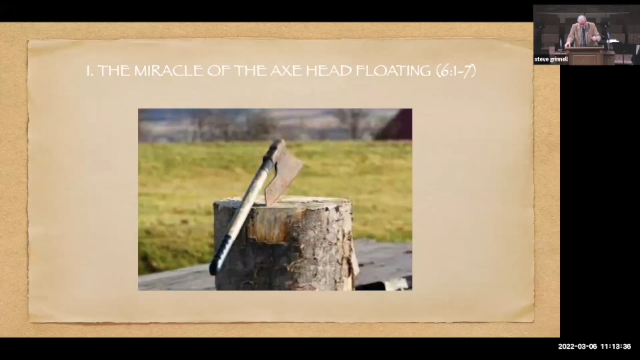 1. THE MIRACLE OF THE AXE HEAD FLOATING (6:1-7)
steve grinnell
2022-03-06 11:13:36